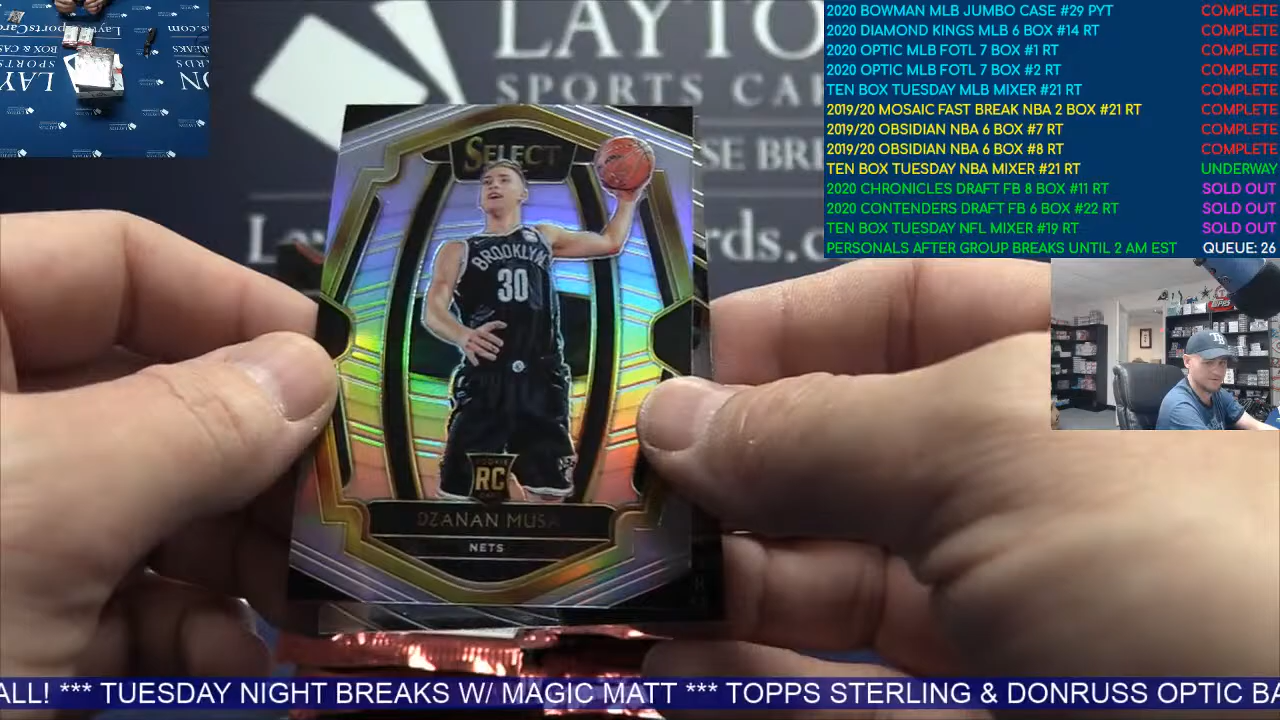 2020 BOWMAN MLB JUMBO CASE #29 PYT COMPLETE
2020 DIAMOND KINGS MLB 6 BOX #14 RT COMPLETE
2020 OPTIC MLB FOTL 7 BOX #1 RT COMPLETE
2020 OPTIC MLB FOTL 7 BOX #2 RT COMPLETE
TEN BOX TUESDAY MLB MIXER #21 RT COMPLETE
2019/20 MOSAIC FAST BREAK NBA 2 BOX #21 RT COMPLETE
2019/20 OBSIDIAN NBA 6 BOX #7 RT COMPLETE
2019/20 OBSIDIAN NBA 6 BOX #8 RT COMPLETE
TEN BOX TUESDAY NBA MIXER #21 RT UNDERWAY
2020 CHRONICLES DRAFT FB 8 BOX #11 RT SOLD OUT
2020 CONTENDERS DRAFT FB 6 BOX #22 RT SOLD OUT
TEN BOX TUESDAY NFL MIXER #19 RT SOLD OUT
PERSONALS AFTER GROUP BREAKS UNTIL 2 AM EST QUEUE: 26
LAYTO
SPORTS CA
SE BRE
rds.c
SELECT
BROOKLYN
30
ROOKIE
RC
DZANAN MUSA
NETS
ALL! *** TUESDAY NIGHT BREAKS W/ MAGIC MATT *** TOPPS STERLING & DONRUSS OPTIC BA